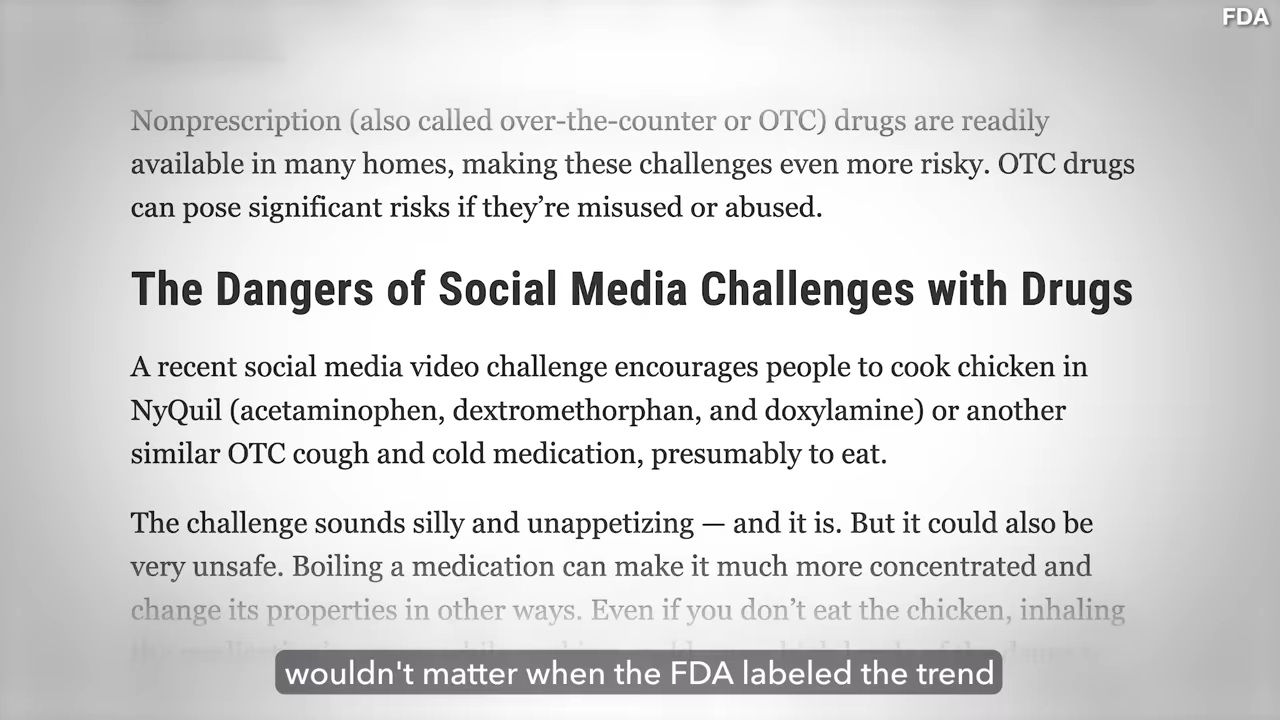 FDA
Nonprescription (also called over-the-counter or OTC) drugs are readily
available in many homes, making these challenges even more risky. OTC drugs
can pose significant risks if they’re misused or abused.
The Dangers of Social Media Challenges with Drugs
A recent social media video challenge encourages people to cook chicken in
NyQuil (acetaminophen, dextromethorphan, and doxylamine) or another
similar OTC cough and cold medication, presumably to eat.
The challenge sounds silly and unappetizing — and it is. But it could also be
very unsafe. Boiling a medication can make it much more concentrated and
change its properties in other ways. Even if you don’t eat the chicken, inhaling
wouldn't matter when the FDA labeled the trend